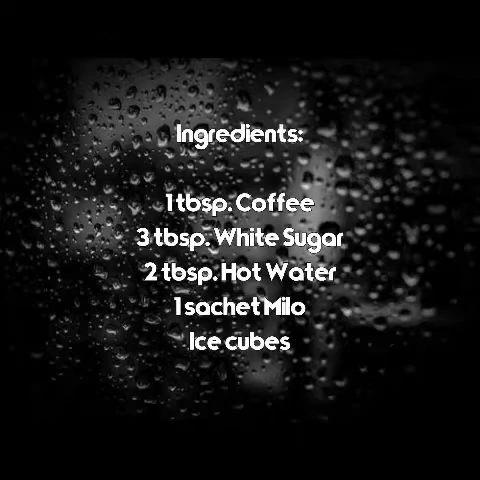 Ingredients:
1 tbsp. Coffee
3 tbsp. White Sugar
2 tbsp. Hot Water
1 sachet Milo
Ice cubes